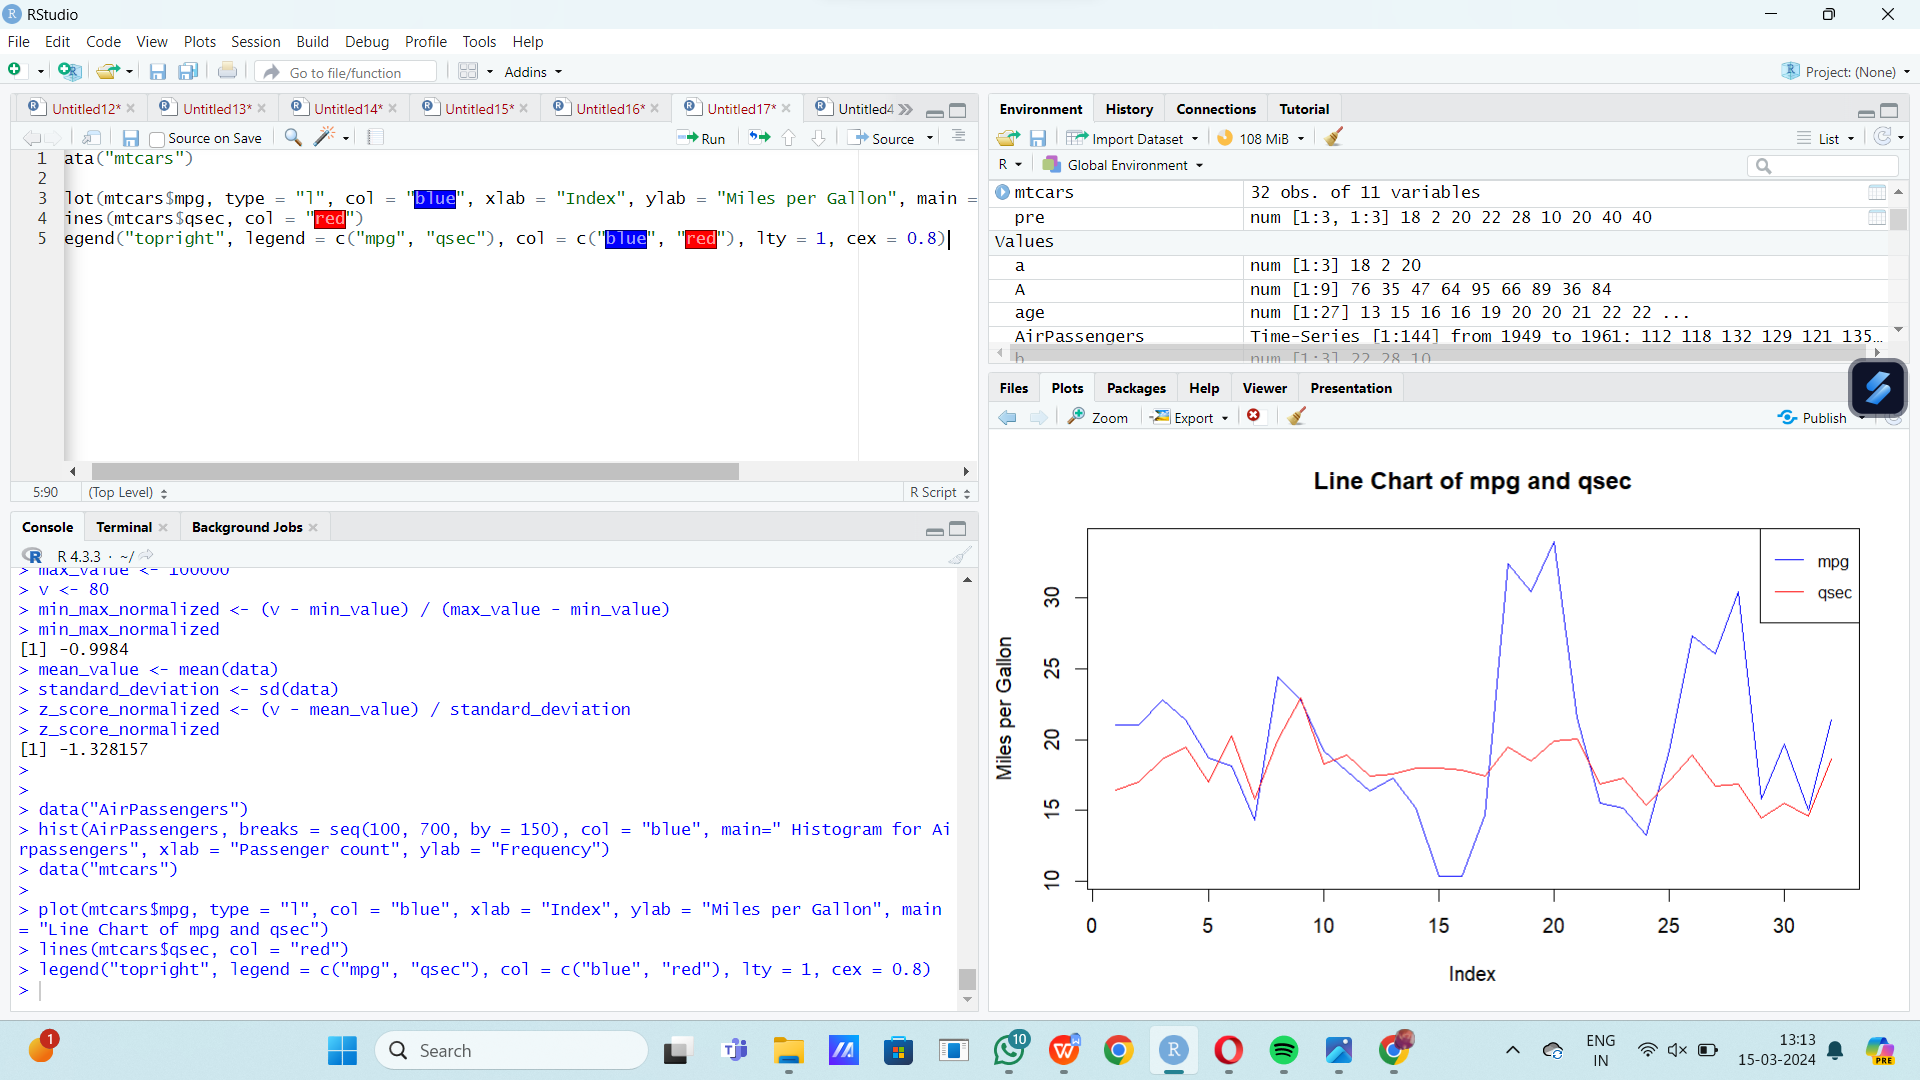 RStudio
File Edit Code View Plots Session Build Debug Profile Tools Help
Go to file/function Addins Project: (None)
Untitled12* Untitled13* Untitled14* Untitled15* Untitled16* Untitled17* Untitled4
Source on Save Run Source
1 ata("mtcars")
2
3 lot(mtcars$mpg, type = "l", col = "blue", xlab = "Index", ylab = "Miles per Gallon", main =
4 ines(mtcars$qsec, col = "red")
5 egend("topright", legend = c("mpg", "qsec"), col = c("blue", "red"), lty = 1, cex = 0.8)
5:90 (Top Level) R Script
Console Terminal Background Jobs
R 4.3.3 · ~/
> max_value <- 100000
> v <- 80
> min_max_normalized <- (v - min_value) / (max_value - min_value)
> min_max_normalized
[1] -0.9984
> mean_value <- mean(data)
> standard_deviation <- sd(data)
> z_score_normalized <- (v - mean_value) / standard_deviation
> z_score_normalized
[1] -1.328157
>
>
> data("AirPassengers")
> hist(AirPassengers, breaks = seq(100, 700, by = 150), col = "blue", main=" Histogram for Ai
rpassengers", xlab = "Passenger count", ylab = "Frequency")
> data("mtcars")
>
> plot(mtcars$mpg, type = "l", col = "blue", xlab = "Index", ylab = "Miles per Gallon", main
= "Line Chart of mpg and qsec")
> lines(mtcars$qsec, col = "red")
> legend("topright", legend = c("mpg", "qsec"), col = c("blue", "red"), lty = 1, cex = 0.8)
>
Environment History Connections Tutorial
Import Dataset 108 MiB List
R Global Environment
mtcars 32 obs. of 11 variables
pre num [1:3, 1:3] 18 2 20 22 28 10 20 40 40
Values
a num [1:3] 18 2 20
A num [1:9] 76 35 47 64 95 66 89 36 84
age num [1:27] 13 15 16 16 19 20 20 21 22 22 ...
AirPassengers Time-Series [1:144] from 1949 to 1961: 112 118 132 129 121 135…
b num [1:3] 22 28 10
Files Plots Packages Help Viewer Presentation
Zoom Export Publish
Line Chart of mpg and qsec
mpg
qsec
Miles per Gallon
30
25
20
15
10
0 5 10 15 20 25 30
Index
1
Search
10
ENG
IN
13:13
15-03-2024
PRE